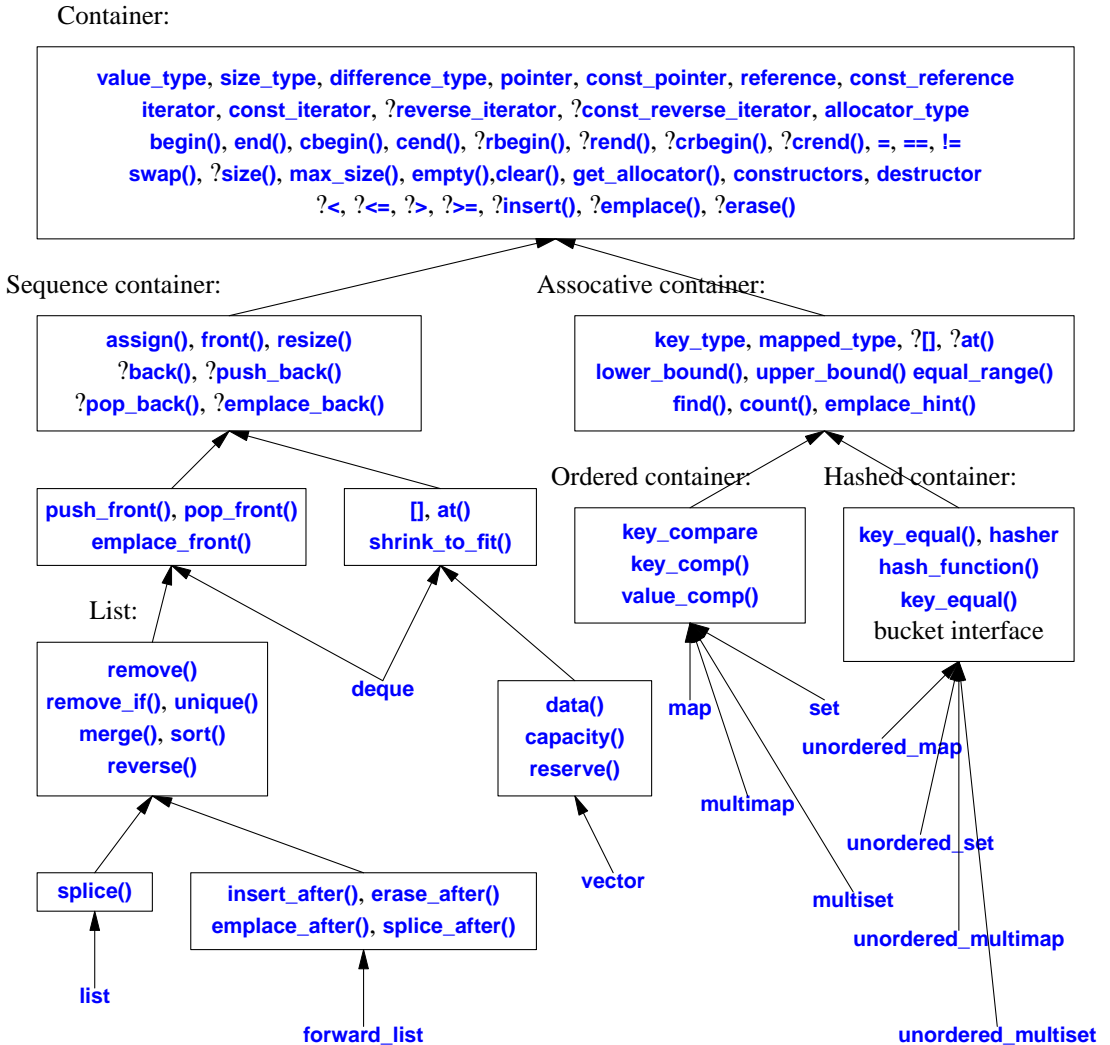 Container:
value_type, size_type, difference_type, pointer, const_pointer, reference, const_reference
iterator, const_iterator, ?reverse_iterator, ?const_reverse_iterator, allocator_type
begin(), end(), cbegin(), cend(), ?rbegin(), ?rend(), ?crbegin(), ?crend(), =, ==, !=
swap(), ?size(), max_size(), empty(),clear(), get_allocator(), constructors, destructor
?<, ?<=, ?>, ?>=, ?insert(), ?emplace(), ?erase()
Sequence container:
assign(), front(), resize()
?back(), ?push_back()
?pop_back(), ?emplace_back()
Assocative container:
key_type, mapped_type, ?[], ?at()
lower_bound(), upper_bound() equal_range()
find(), count(), emplace_hint()
push_front(), pop_front()
emplace_front()
[], at()
shrink_to_fit()
Ordered container:
key_compare
key_comp()
value_comp()
Hashed container:
key_equal(), hasher
hash_function()
key_equal()
bucket interface
List:
remove()
remove_if(), unique()
merge(), sort()
reverse()
deque
data()
capacity()
reserve()
map
set
unordered_map
multimap
unordered_set
vector
multiset
unordered_multimap
splice()
insert_after(), erase_after()
emplace_after(), splice_after()
list
forward_list
unordered_multiset